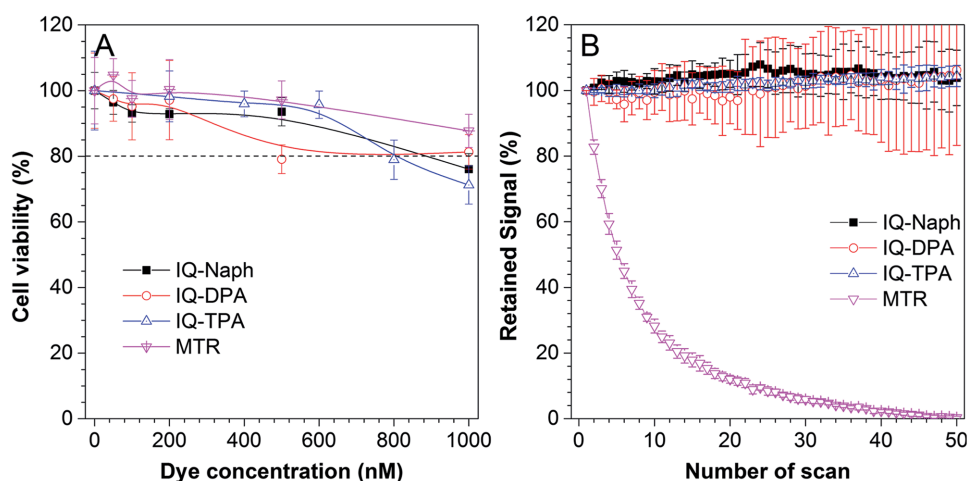 A
Cell viability (%)
120
100
80
60
40
20
0
IQ-Naph
IQ-DPA
IQ-TPA
MTR
0
200
400
600
800
1000
Dye concentration (nM)
B
Retained Signal (%)
120
100
80
60
40
20
0
IQ-Naph
IQ-DPA
IQ-TPA
MTR
0
10
20
30
40
50
Number of scan